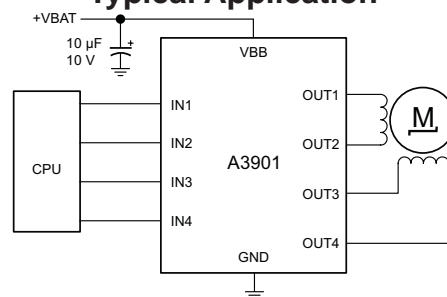 Typical Application
+VBAT
10 µF
10 V
+
VBB
CPU
IN1
IN2
IN3
IN4
A3901
OUT1
OUT2
OUT3
OUT4
GND
M